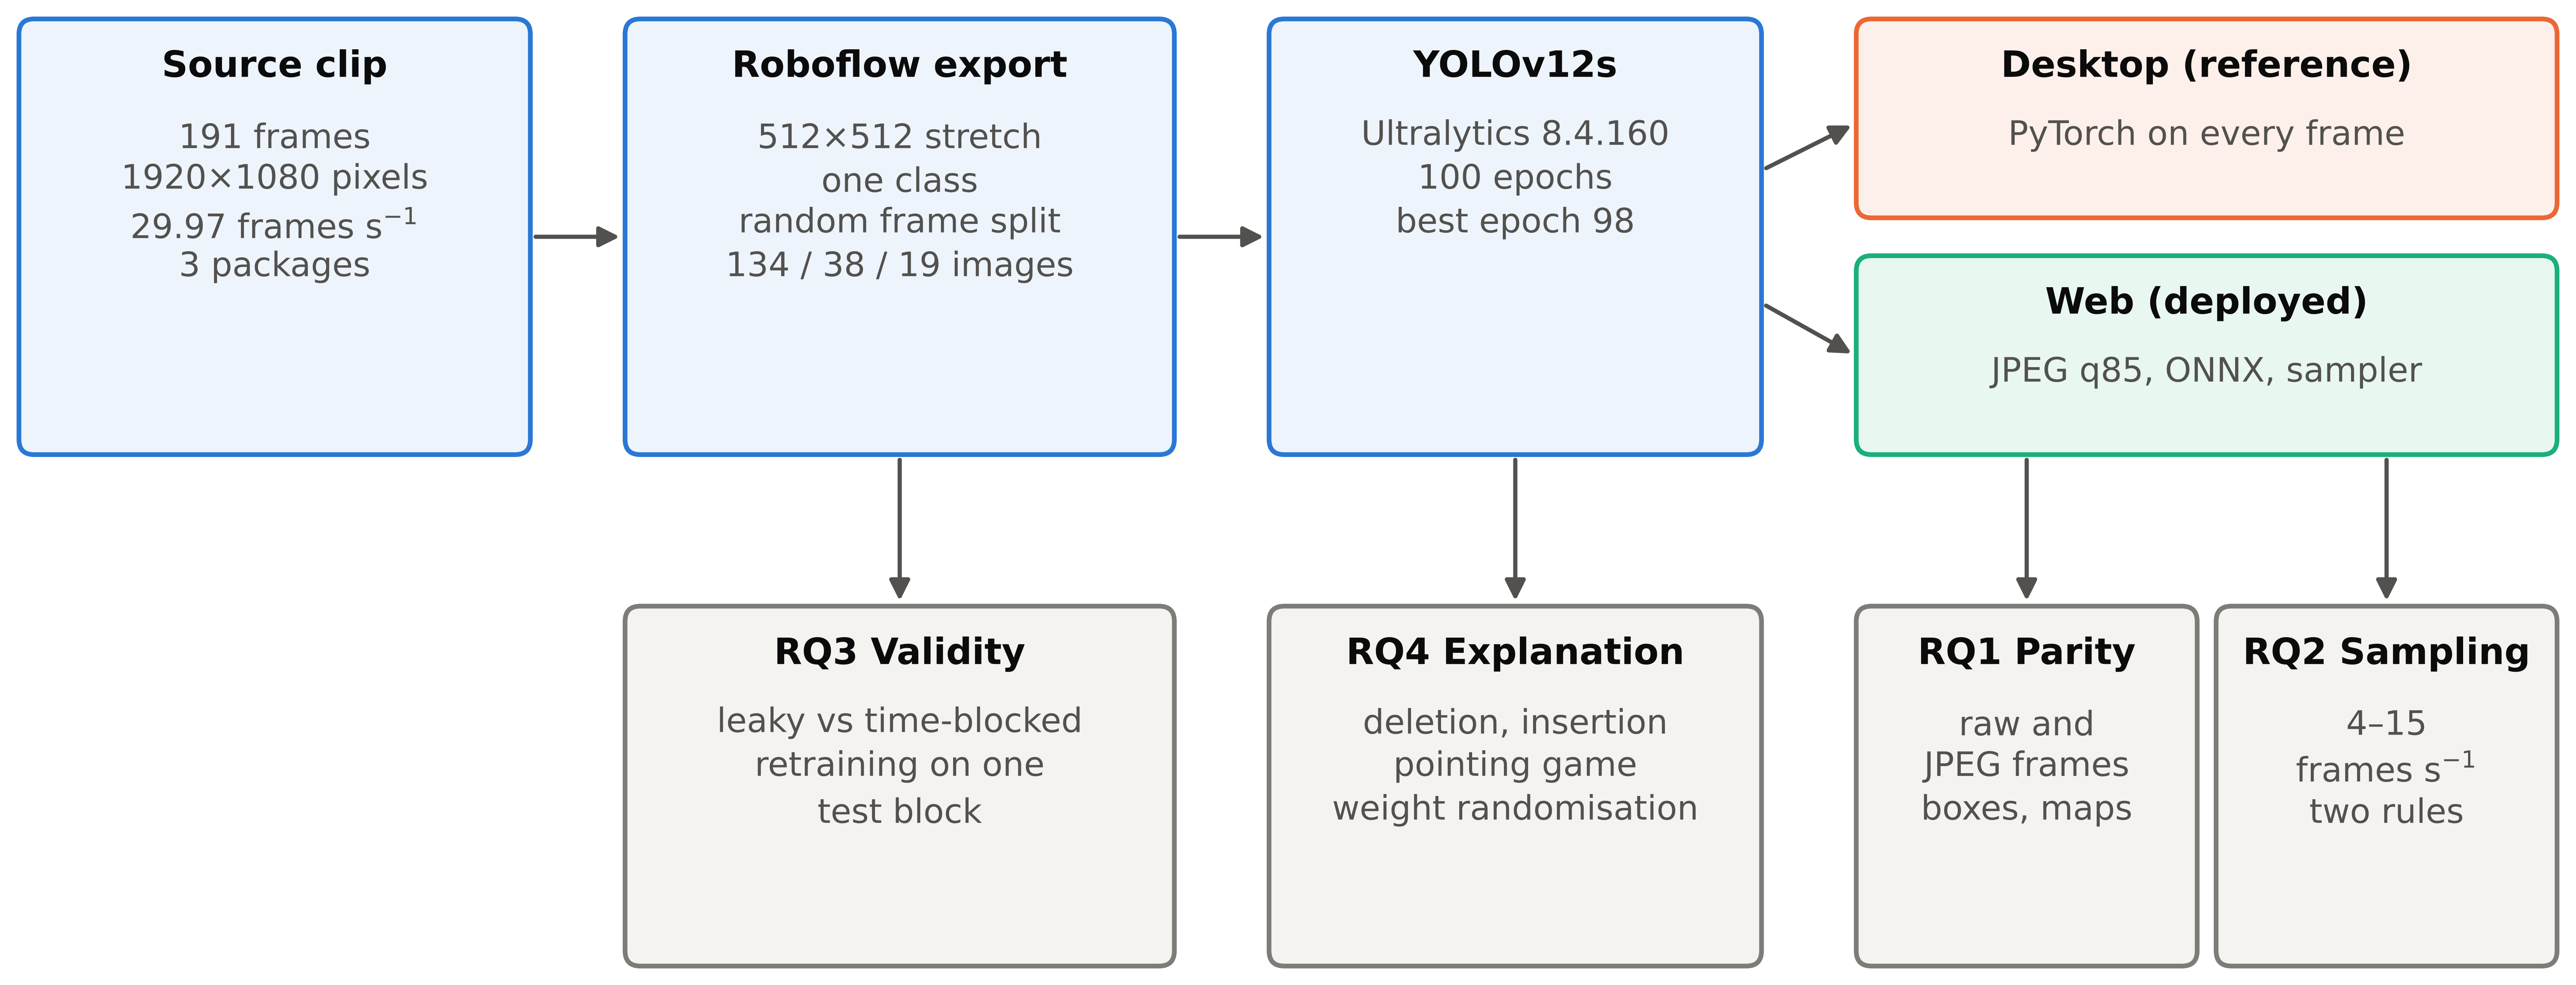 Source clip
191 frames
1920×1080 pixels
29.97 frames s⁻¹
3 packages
Roboflow export
512×512 stretch
one class
random frame split
134 / 38 / 19 images
YOLOv12s
Ultralytics 8.4.160
100 epochs
best epoch 98
Desktop (reference)
PyTorch on every frame
Web (deployed)
JPEG q85, ONNX, sampler
RQ3 Validity
leaky vs time-blocked
retraining on one
test block
RQ4 Explanation
deletion, insertion
pointing game
weight randomisation
RQ1 Parity
raw and
JPEG frames
boxes, maps
RQ2 Sampling
4–15
frames s⁻¹
two rules